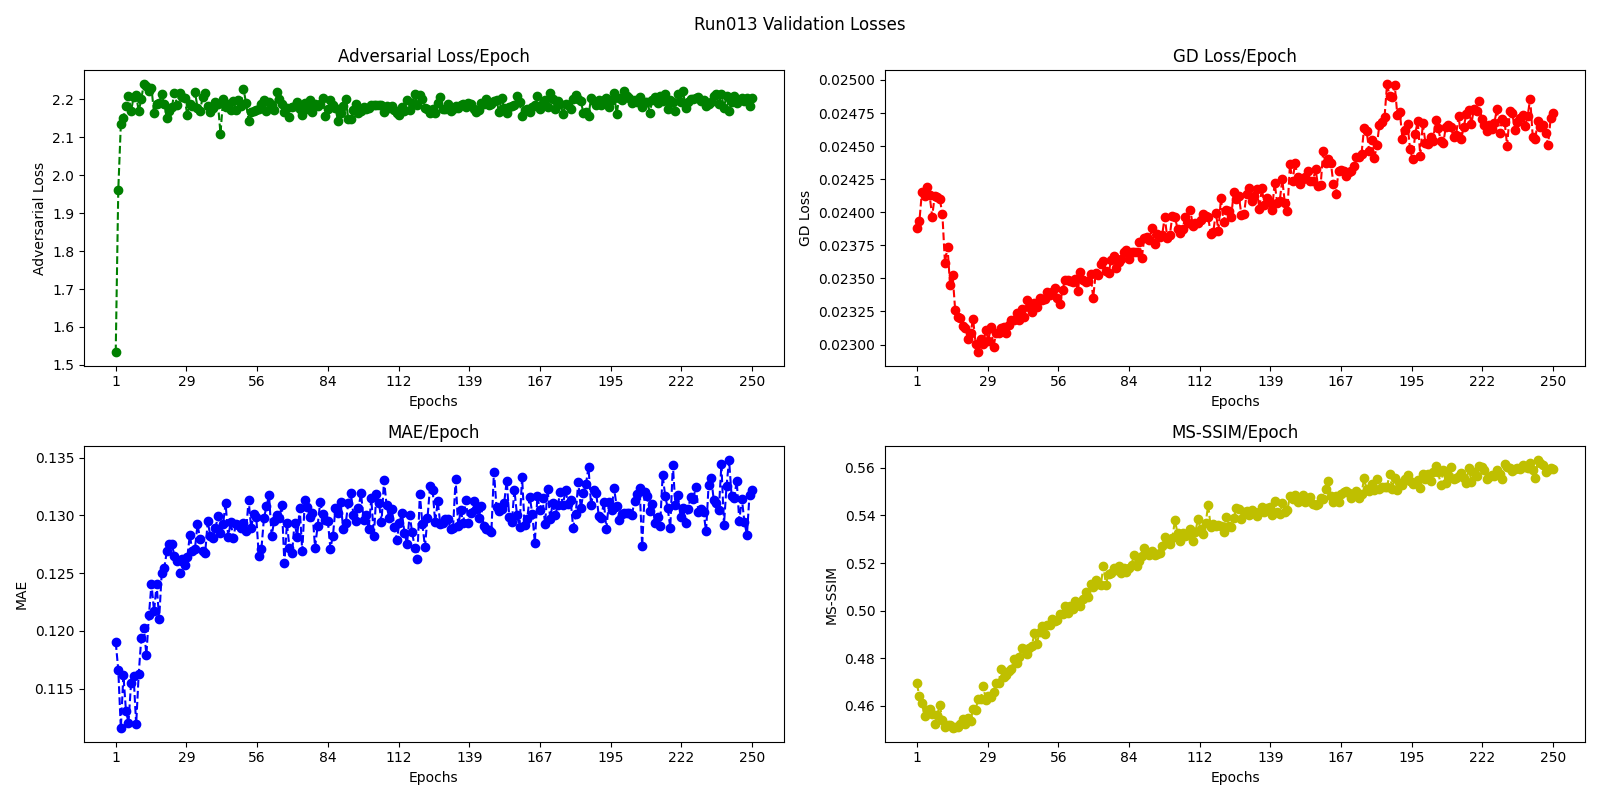 Run013 Validation Losses
Adversarial Loss/Epoch
Adversarial Loss
2.2
2.1
2.0
1.9
1.8
1.7
1.6
1.5
1 29 56 84 112 139 167 195 222 250
Epochs
GD Loss/Epoch
GD Loss
0.02500
0.02475
0.02450
0.02425
0.02400
0.02375
0.02350
0.02325
0.02300
1 29 56 84 112 139 167 195 222 250
Epochs
MAE/Epoch
MAE
0.135
0.130
0.125
0.120
0.115
1 29 56 84 112 139 167 195 222 250
Epochs
MS-SSIM/Epoch
MS-SSIM
0.56
0.54
0.52
0.50
0.48
0.46
1 29 56 84 112 139 167 195 222 250
Epochs